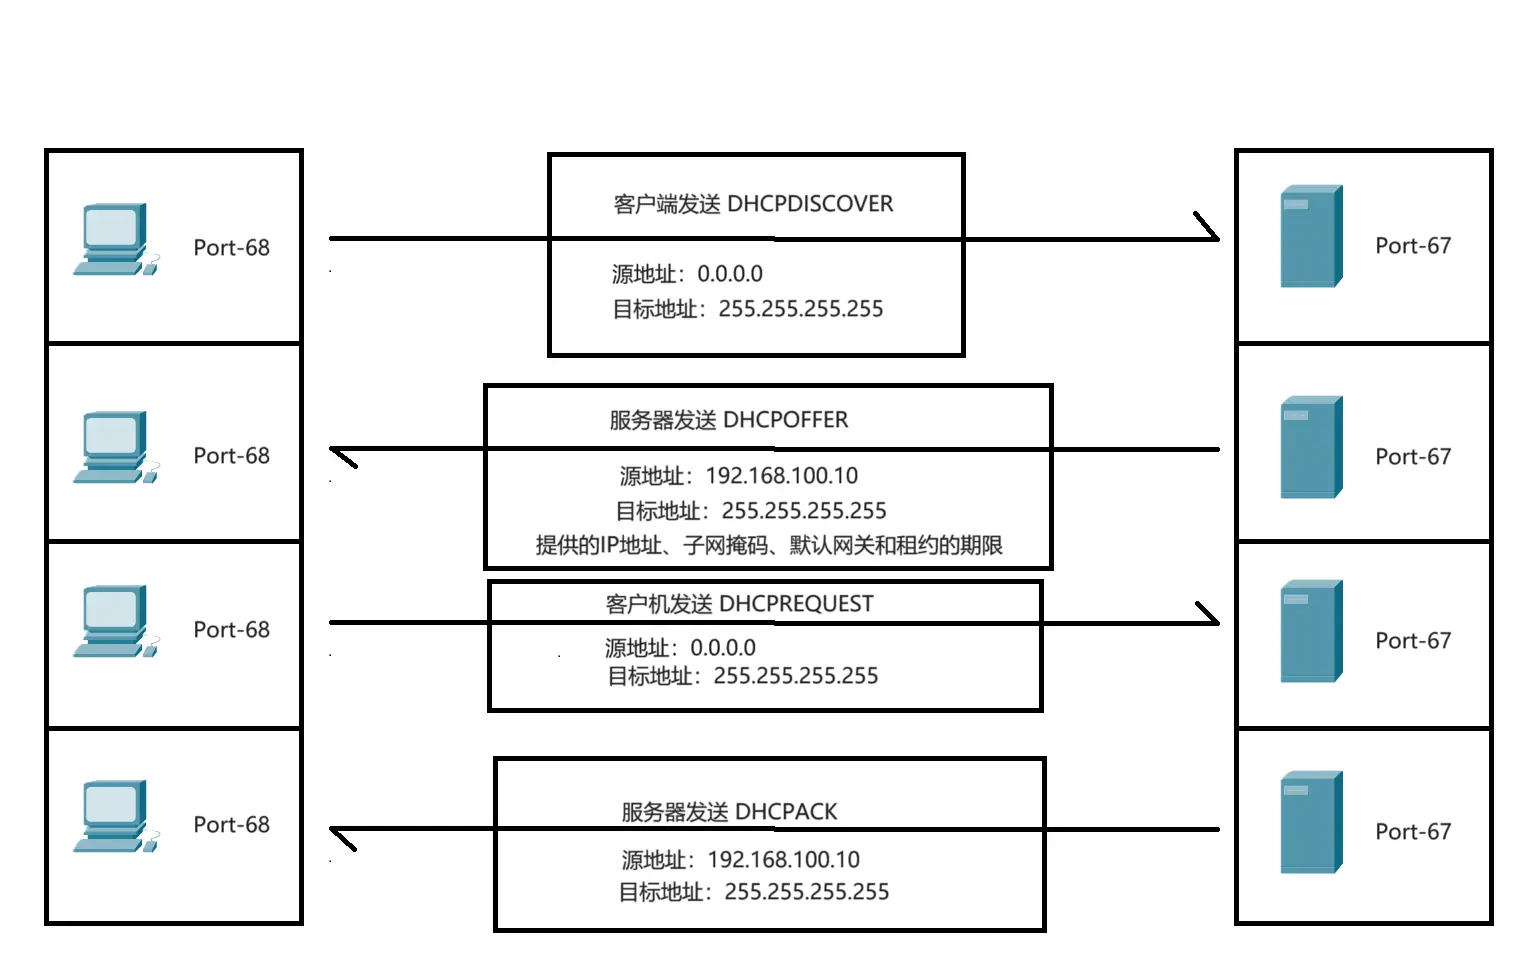 客户端发送 DHCPDISCOVER
Port-68
Port-67
源地址：0.0.0.0
目标地址：255.255.255.255
服务器发送 DHCPOFFER
Port-68
Port-67
源地址：192.168.100.10
目标地址：255.255.255.255
提供的IP地址、子网掩码、默认网关和租约的期限
客户机发送 DHCPREQUEST
Port-68
Port-67
源地址：0.0.0.0
目标地址：255.255.255.255
服务器发送 DHCPACK
Port-68
Port-67
源地址：192.168.100.10
目标地址：255.255.255.255